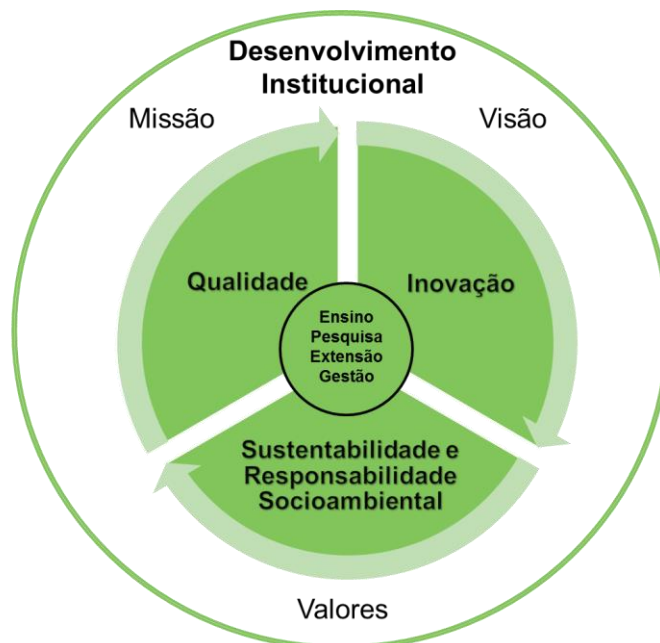 Desenvolvimento
Institucional
Missão
Visão
Qualidade
Inovação
Ensino
Pesquisa
Extensão
Gestão
Sustentabilidade e
Responsabilidade
Socioambiental
Valores